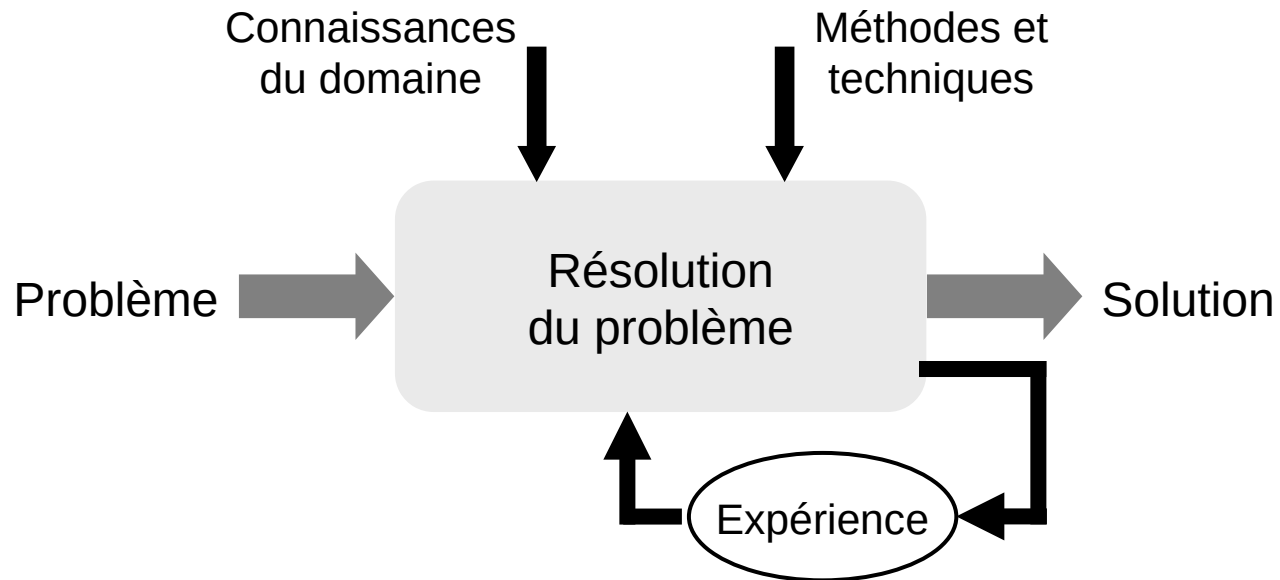 Connaissances
du domaine
Méthodes et
techniques
Problème
Résolution
du problème
Solution
Expérience